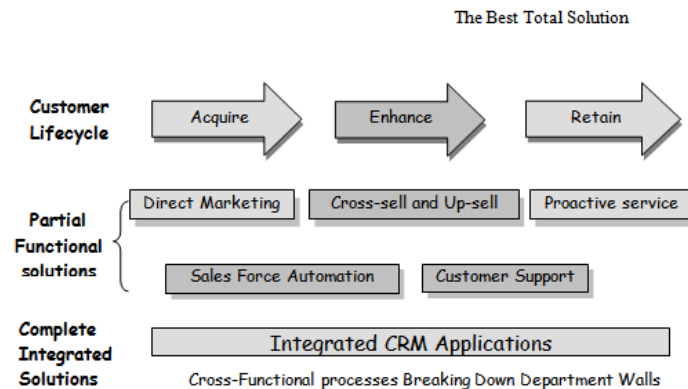 The Best Total Solution
Customer
Lifecycle
Acquire
Enhance
Retain
Direct Marketing
Cross-sell and Up-sell
Proactive service
Partial
Functional
solutions
Sales Force Automation
Customer Support
Complete
Integrated
Solutions
Integrated CRM Applications
Cross-Functional processes Breaking Down Department Walls